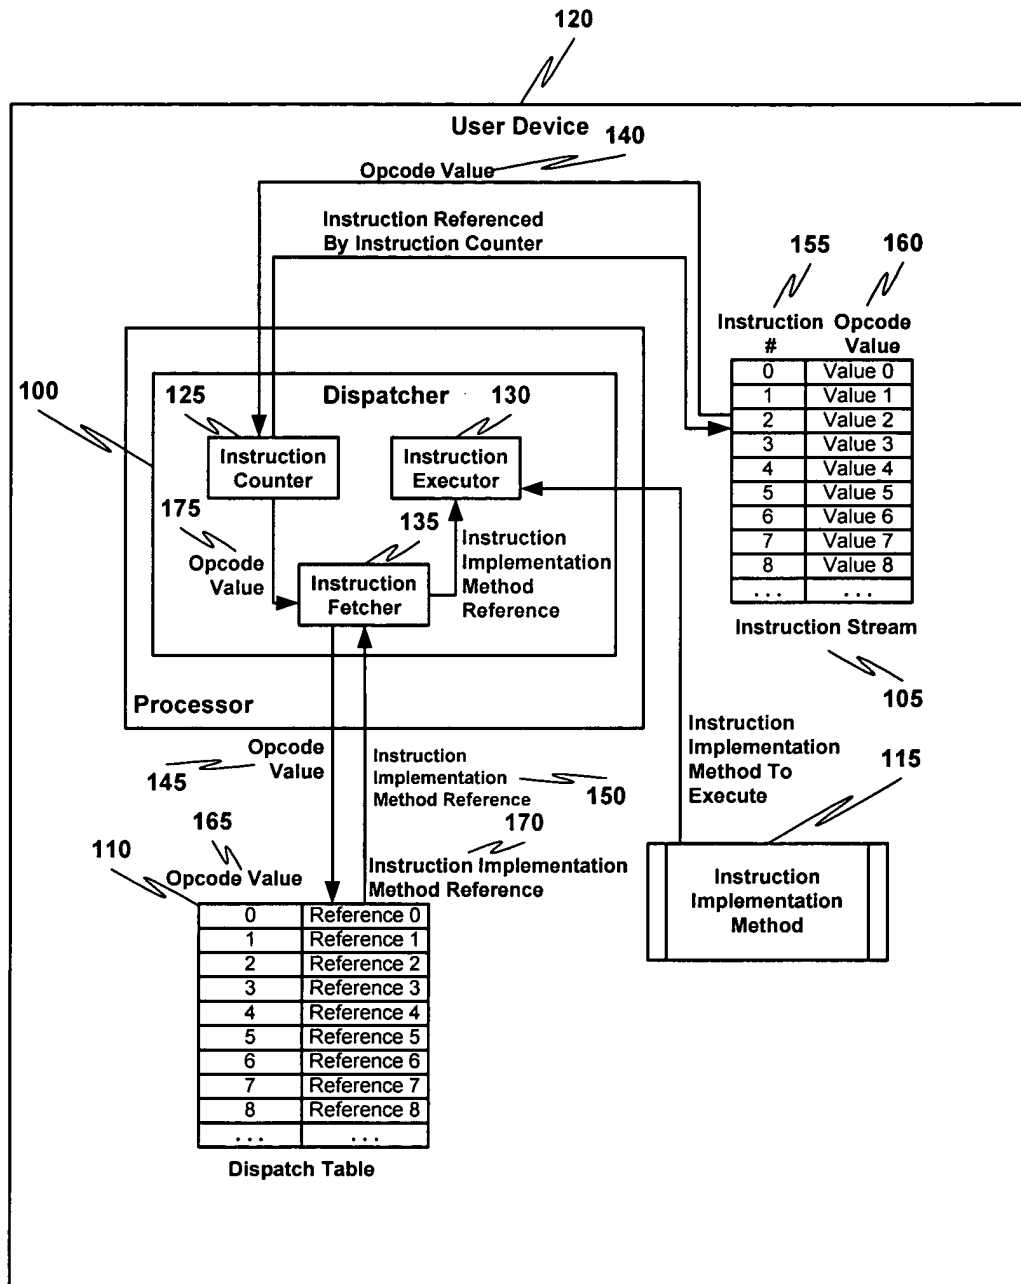 120
User Device
140
Opcode Value
Instruction Referenced
By Instruction Counter
155
160
Instruction
#
Opcode
Value
0 Value 0
1 Value 1
2 Value 2
3 Value 3
4 Value 4
5 Value 5
6 Value 6
7 Value 7
8 Value 8
... ...
Instruction Stream
105
100
Dispatcher
125
130
Instruction
Counter
Instruction
Executor
175
Opcode
Value
135
Instruction
Fetcher
Instruction
Implementation
Method
Reference
Processor
145
Opcode
Value
Instruction
Implementation
Method Reference
150
Instruction
Implementation
Method To
Execute
115
Instruction
Implementation
Method
110
165
Opcode Value
170
Instruction Implementation
Method Reference
0 Reference 0
1 Reference 1
2 Reference 2
3 Reference 3
4 Reference 4
5 Reference 5
6 Reference 6
7 Reference 7
8 Reference 8
... ...
Dispatch Table